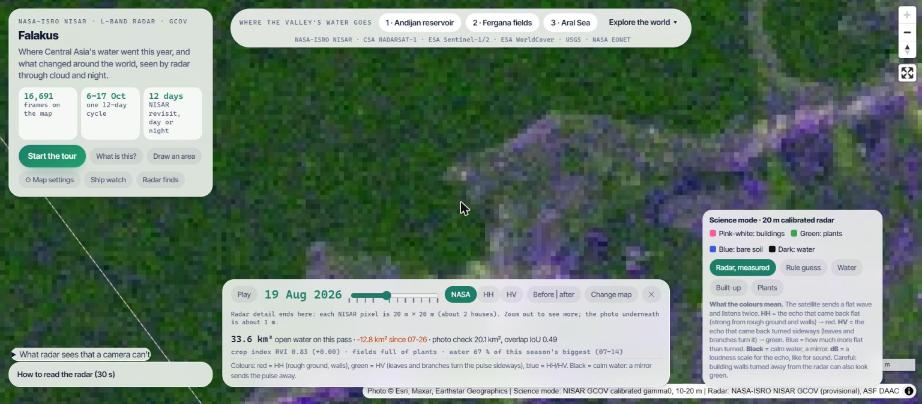 NASA-ISRO NISAR · L-BAND RADAR · GCOV
Falakus
Where Central Asia's water went this year, and
what changed around the world, seen by radar
through cloud and night.
16,691
frames on
the map
6–17 Oct
one 12-day
cycle
12 days
NISAR
revisit,
day or
night
Start the tour
What is this?
Draw an area
Map settings
Ship watch
Radar finds
WHERE THE VALLEY'S WATER GOES
1 · Andijan reservoir
2 · Fergana fields
3 · Aral Sea
Explore the world
NASA-ISRO NISAR · CSA RADARSAT-1 · ESA Sentinel-1/2 · ESA WorldCover · USGS · NASA EONET
What radar sees that a camera can't
How to read the radar (30 s)
Play
19 Aug 2026
NASA
HH
HV
Before | after
Change map
×
Radar detail ends here: each NISAR pixel is 20 m × 20 m (about 2 houses). Zoom out to see more; the photo underneath
is about 1 m.
33.6 km² open water on this pass · -12.8 km² since 07-26 · photo check 20.1 km², overlap IoU 0.49
crop index RVI 0.83 (+0.00) · fields full of plants · water 67 % of this season's biggest (07-14)
Colours: red = HH (rough ground, walls), green = HV (leaves and branches turn the pulse sideways), blue = HH/HV. Black = calm water: a mirror
sends the pulse away.
Science mode · 20 m calibrated radar
Pink-white: buildings
Green: plants
Blue: bare soil
Dark: water
Radar, measured
Rule guess
Water
Built-up
Plants
What the colours mean. The satellite sends a flat wave
and listens twice. HH = the echo that came back flat
(strong from rough ground and walls) → red. HV = the
echo that came back turned sideways (leaves and
branches turn it) → green. Blue = how much more flat
than turned. Black = calm water, a mirror. dB = a
loudness scale for the echo, like for sound. Careful:
building walls turned away from the radar can also look
green.
m
Photo © Esri, Maxar, Earthstar Geographics | Science mode: NISAR GCOV calibrated gamma0, 10-20 m | Radar: NASA-ISRO NISAR GCOV (provisional), ASF DAAC